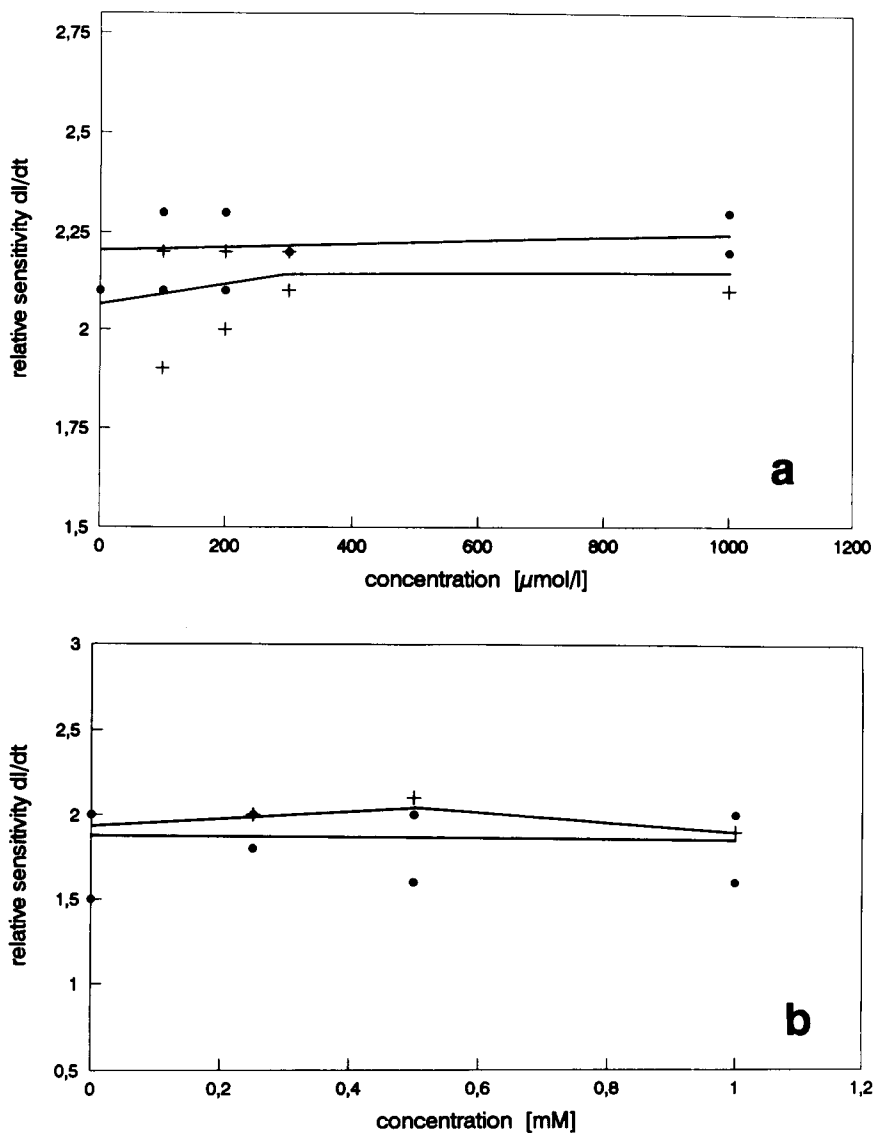 relative sensitivity dI/dt
2,75
2,5
2,25
2
1,75
1,5
0 200 400 600 800 1000 1200
concentration [µmol/l]
a
relative sensitivity dI/dt
3
2,5
2
1,5
1
0,5
0 0,2 0,4 0,6 0,8 1 1,2
concentration [mM]
b